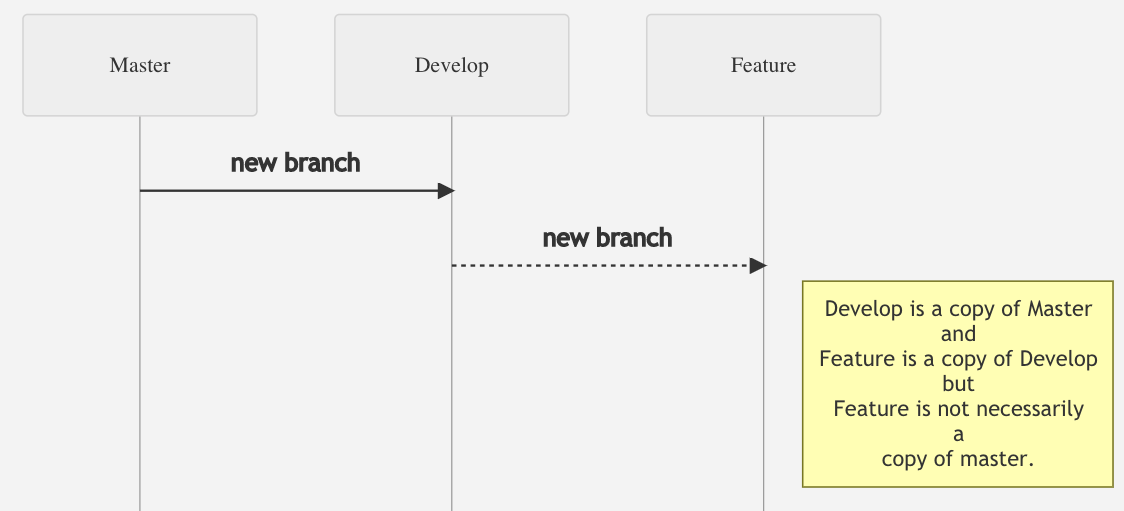 Master
Develop
Feature
new branch
new branch
Develop is a copy of Master
and
Feature is a copy of Develop
but
Feature is not necessarily
a
copy of master.